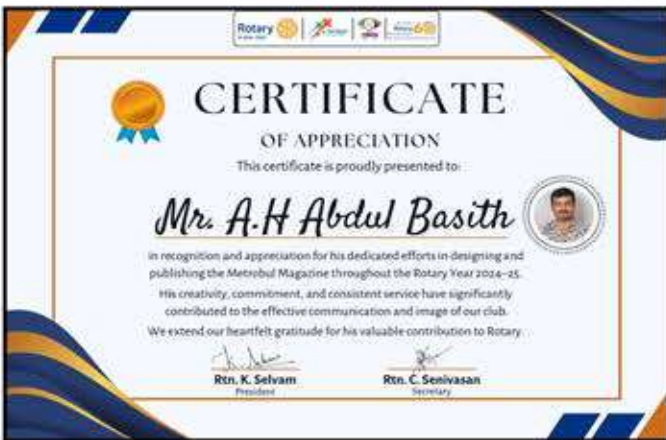 Rotary
CERTIFICATE
OF APPRECIATION
This certificate is proudly presented to:
Mr. A.H Abdul Basith
in recognition and appreciation for his dedicated efforts in designing and
publishing the Metrobul Magazine throughout the Rotary Year 2024–25.
His creativity, commitment, and consistent service have significantly
contributed to the effective communication and image of our club.
We extend our heartfelt gratitude for his valuable contribution to Rotary.
Rtn. K. Selvam
President
Rtn. C. Senivasan
Secretary